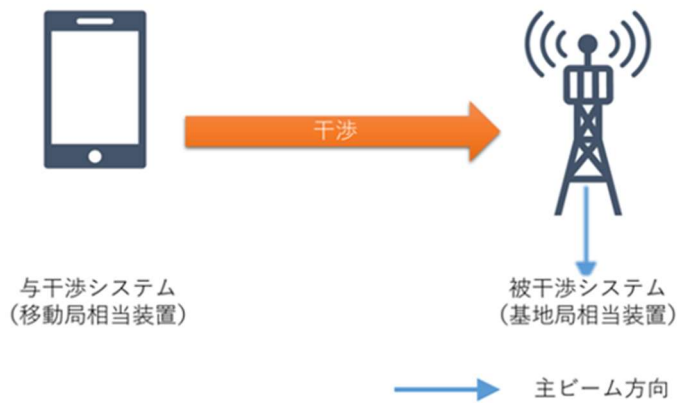 干渉
与干渉システム
（移動局相当装置）
被干渉システム
（基地局相当装置）
主ビーム方向